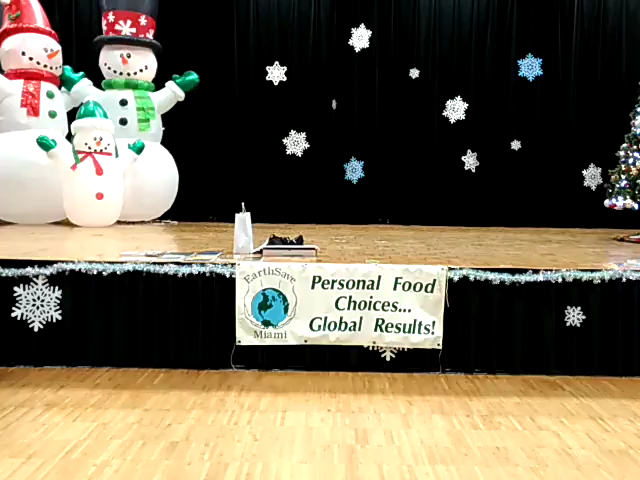 EarthSave
Miami
Personal Food
Choices...
Global Results!